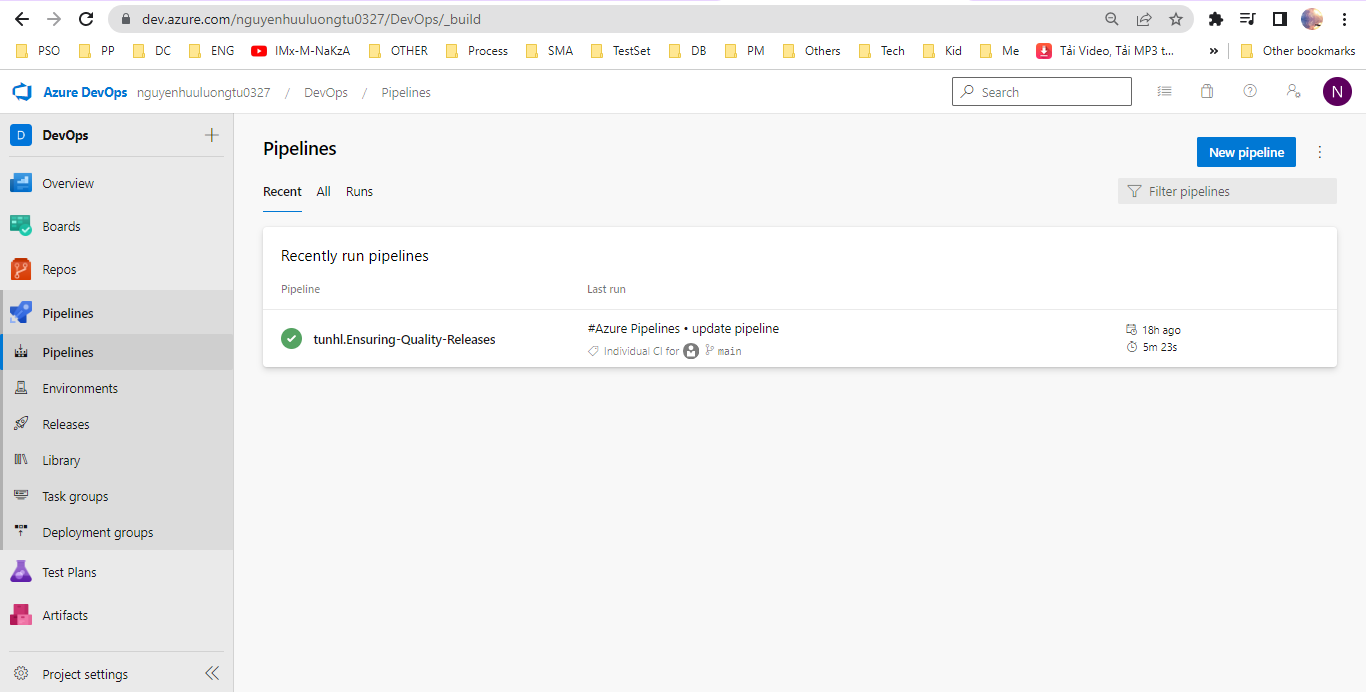 dev.azure.com/nguyenhuuluongtu0327/DevOps/_build
PSO PP DC ENG IMx-M-NaKzA OTHER Process SMA TestSet DB PM Others Tech Kid Me Tải Video, Tải MP3 t... » Other bookmarks
Azure DevOps nguyenhuuluongtu0327 / DevOps / Pipelines Search N
D DevOps
Overview
Boards
Repos
Pipelines
Pipelines
Environments
Releases
Library
Task groups
Deployment groups
Test Plans
Artifacts
Project settings
Pipelines
New pipeline
Recent All Runs
Filter pipelines
Recently run pipelines
Pipeline Last run
tunhl.Ensuring-Quality-Releases
#Azure Pipelines • update pipeline
Individual CI for main
18h ago
5m 23s